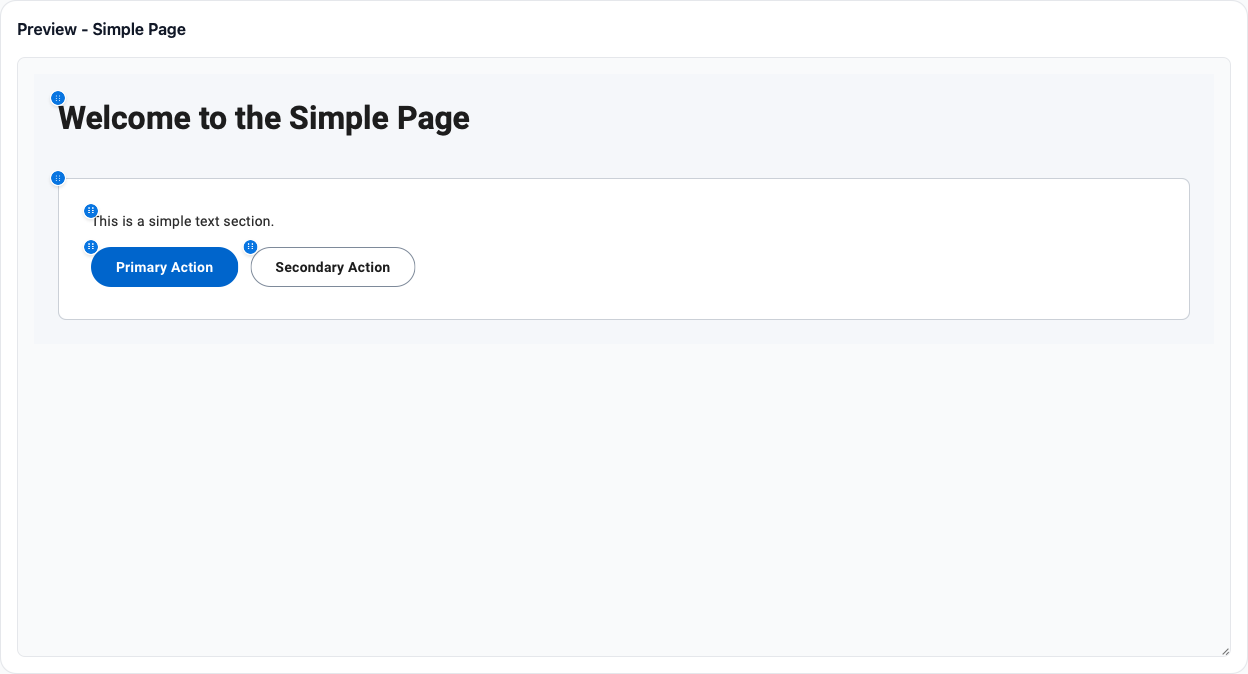 Preview - Simple Page
Welcome to the Simple Page
This is a simple text section.
Primary Action
Secondary Action